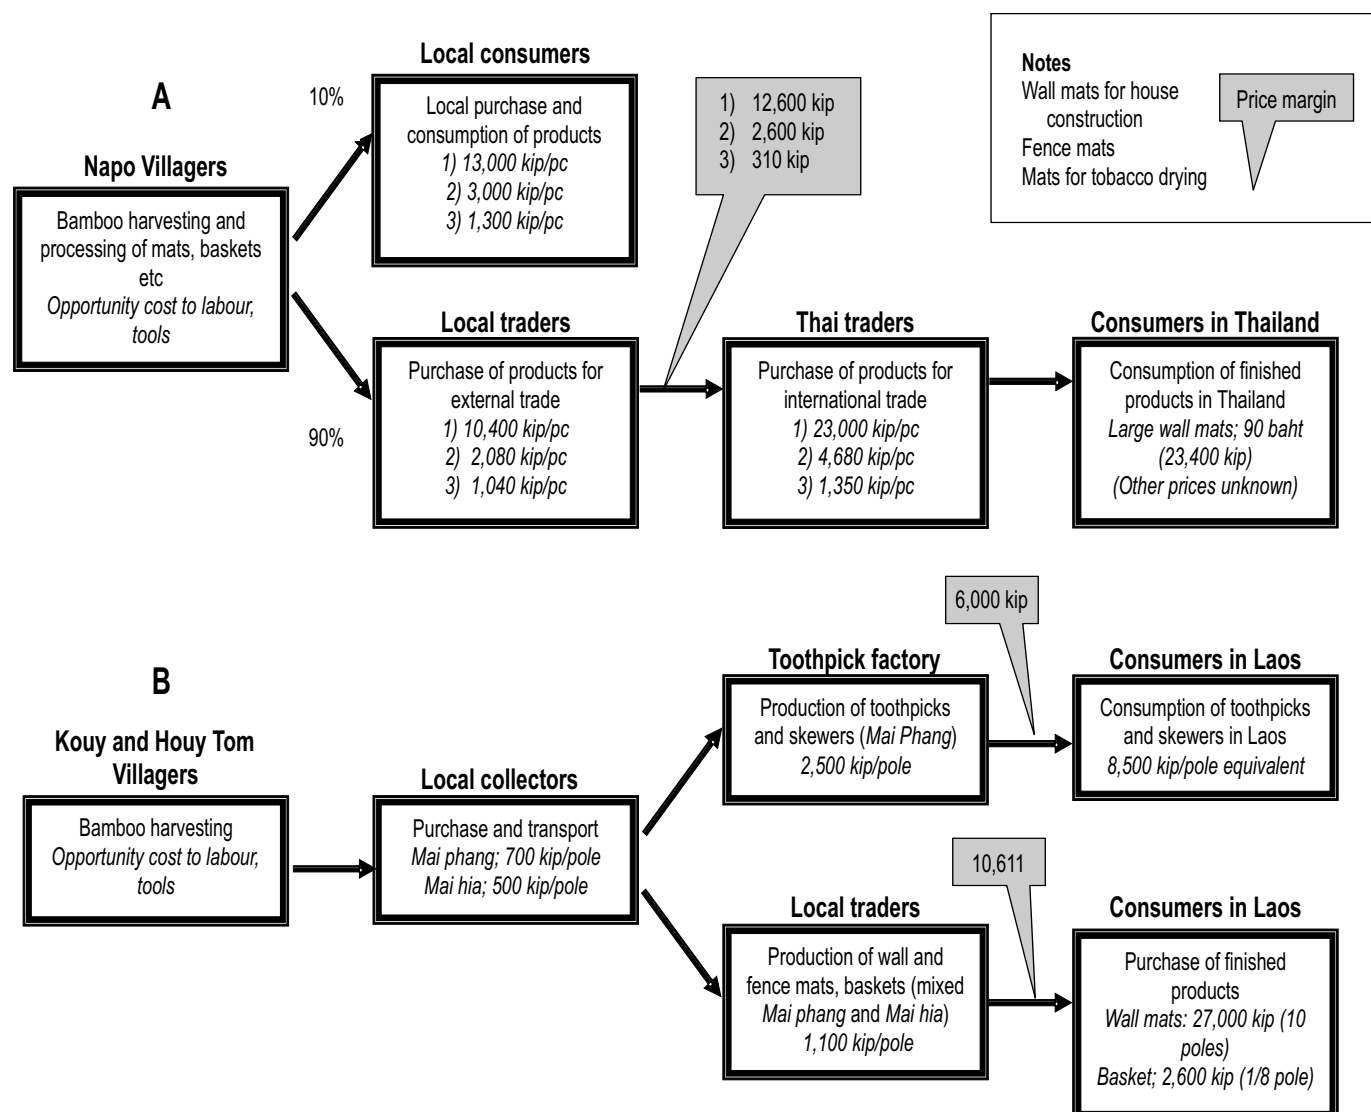 A
Napo Villagers
Bamboo harvesting and
processing of mats, baskets
etc
Opportunity cost to labour,
tools
10%
90%
Local consumers
Local purchase and
consumption of products
1) 13,000 kip/pc
2) 3,000 kip/pc
3) 1,300 kip/pc
Local traders
Purchase of products for
external trade
1) 10,400 kip/pc
2) 2,080 kip/pc
3) 1,040 kip/pc
1) 12,600 kip
2) 2,600 kip
3) 310 kip
Thai traders
Purchase of products for
international trade
1) 23,000 kip/pc
2) 4,680 kip/pc
3) 1,350 kip/pc
Consumers in Thailand
Consumption of finished
products in Thailand
Large wall mats; 90 baht
(23,400 kip)
(Other prices unknown)
Notes
Wall mats for house
construction
Fence mats
Mats for tobacco drying
Price margin
B
Kouy and Houy Tom
Villagers
Bamboo harvesting
Opportunity cost to labour,
tools
Local collectors
Purchase and transport
Mai phang; 700 kip/pole
Mai hia; 500 kip/pole
Toothpick factory
Production of toothpicks
and skewers (Mai Phang)
2,500 kip/pole
6,000 kip
Consumers in Laos
Consumption of toothpicks
and skewers in Laos
8,500 kip/pole equivalent
Local traders
Production of wall and
fence mats, baskets (mixed
Mai phang and Mai hia)
1,100 kip/pole
10,611
Consumers in Laos
Purchase of finished
products
Wall mats: 27,000 kip (10
poles)
Basket; 2,600 kip (1/8 pole)